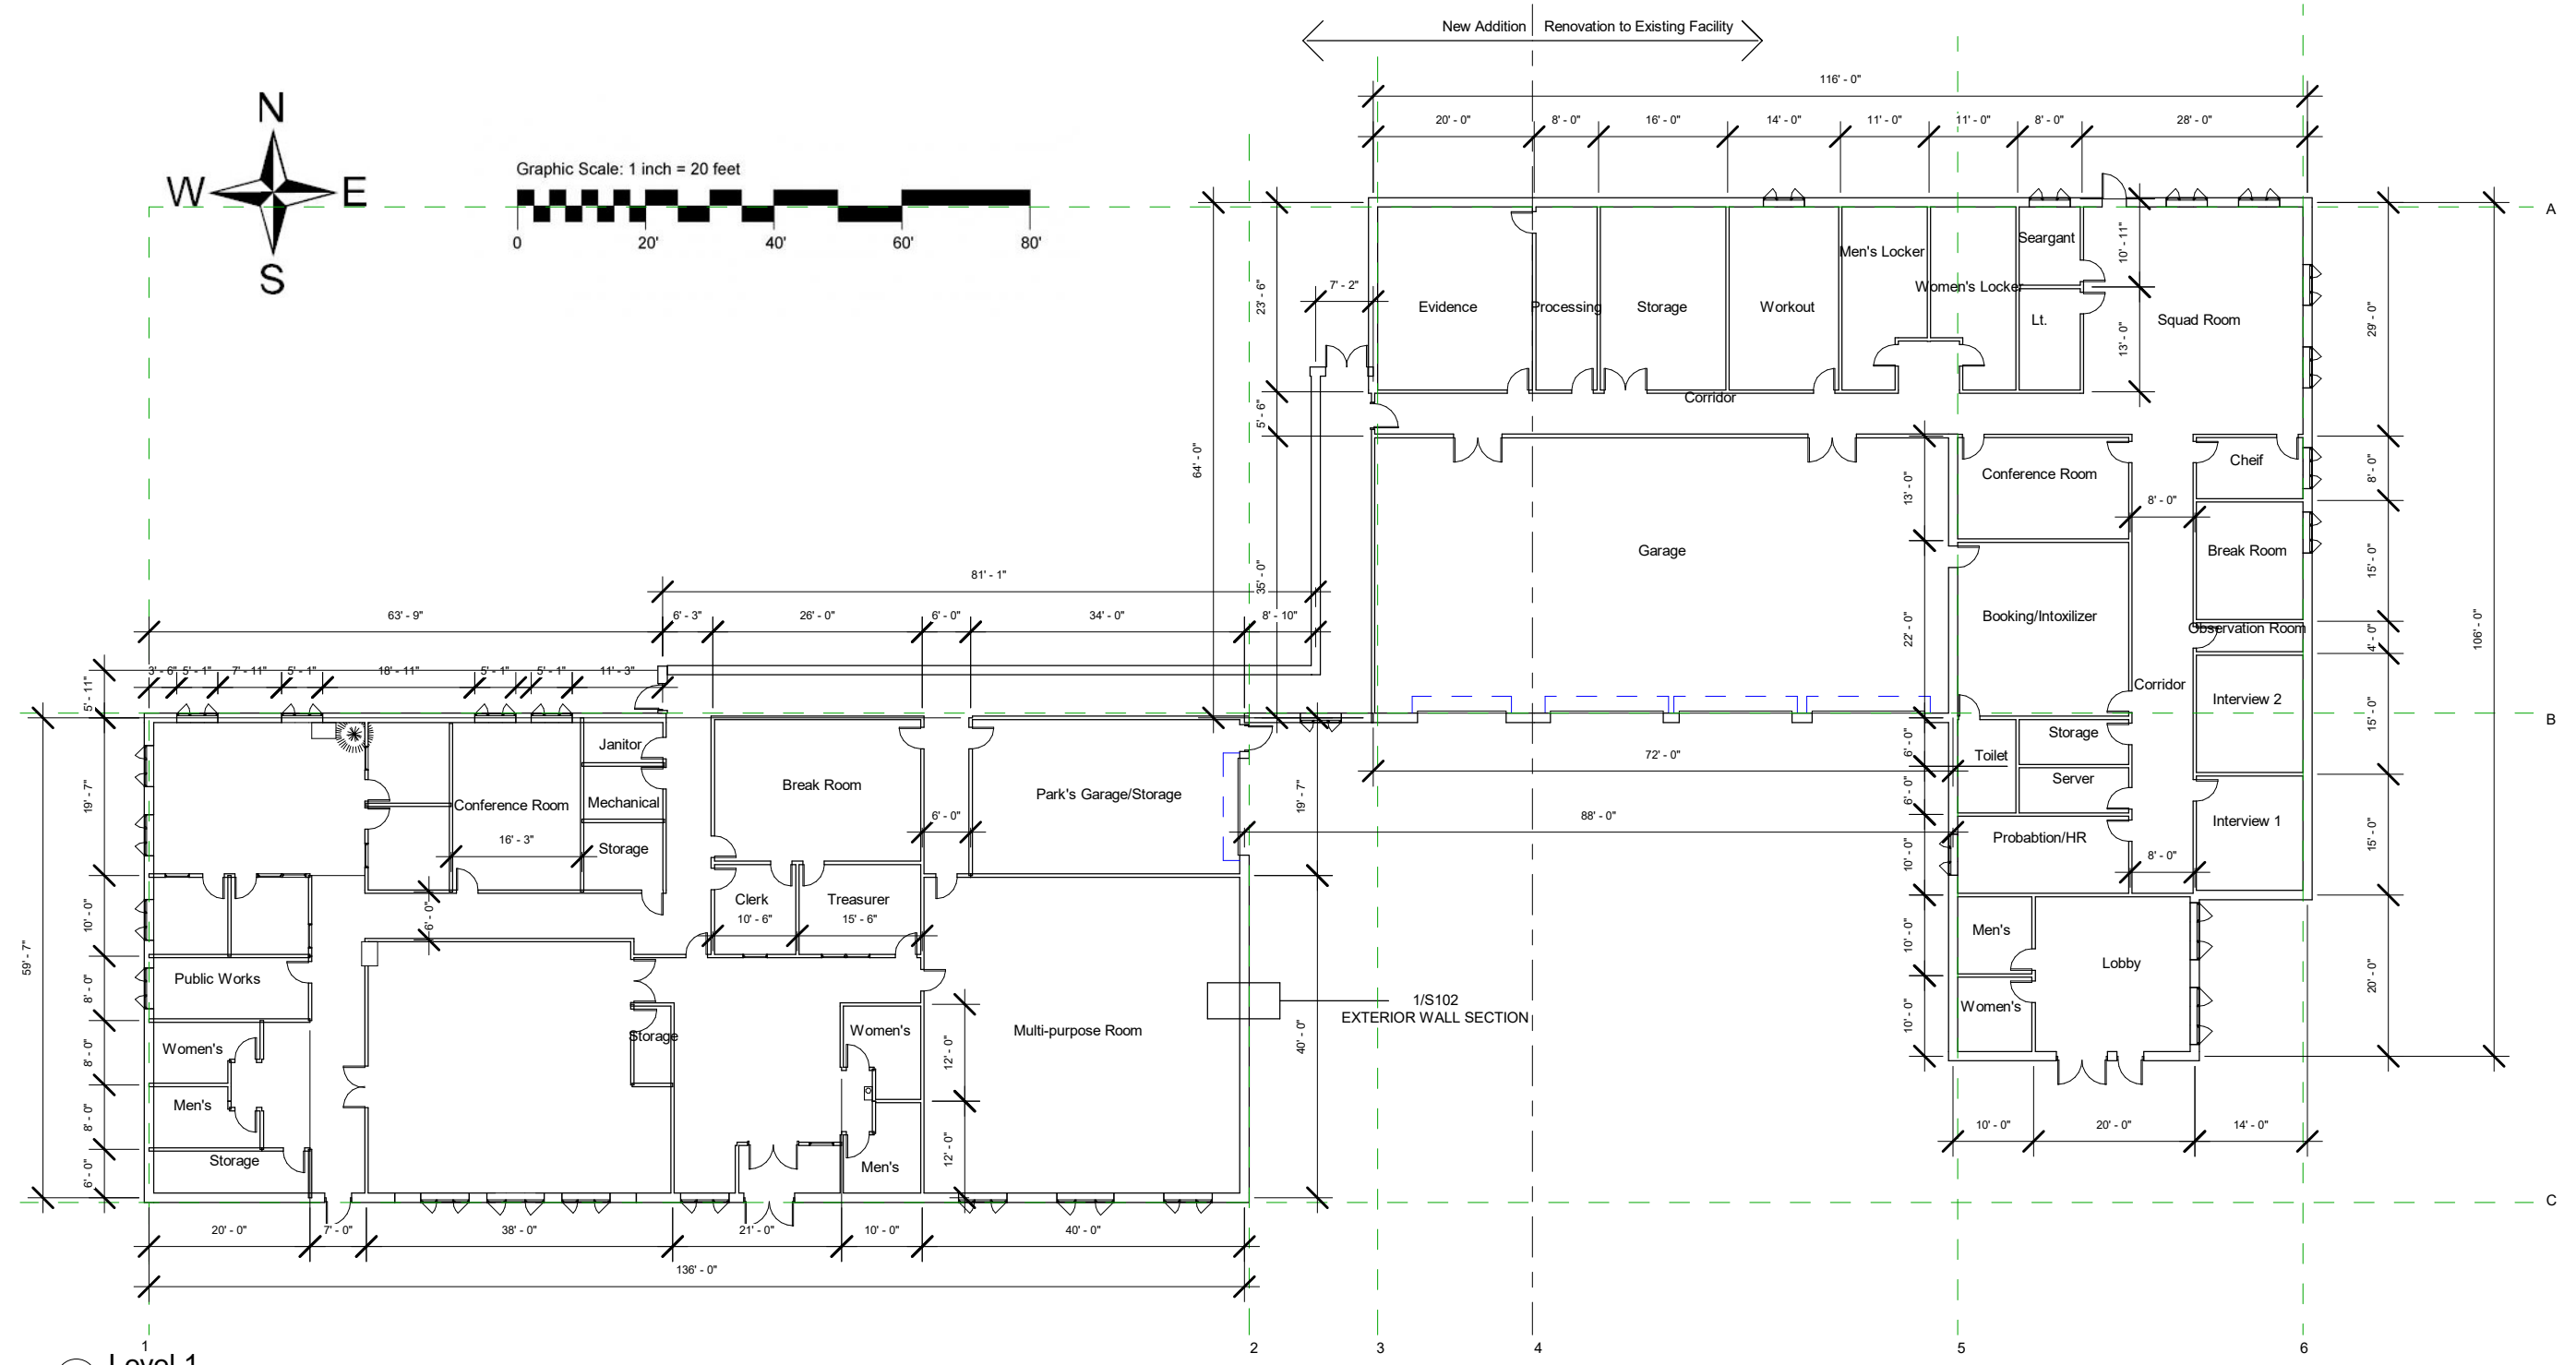 New Addition
Renovation to Existing Facility
116' - 0"
20' - 0"
8' - 0"
16' - 0"
14' - 0"
11' - 0"
11' - 0"
8' - 0"
28' - 0"
N
W
E
S
Graphic Scale: 1 inch = 20 feet
0
20'
40'
60'
80'
A
Seargant
Men's Locker
Women's Locker
Evidence
Processing
Storage
Workout
Lt.
Squad Room
10' - 11"
13' - 0"
29' - 0"
7' - 2"
23' - 6"
5' - 6"
64' - 0"
35' - 0"
Corridor
Conference Room
Cheif
8' - 0"
8' - 0"
13' - 0"
Garage
Break Room
15' - 0"
106' - 0"
Booking/Intoxilizer
22' - 0"
Observation Room
4' - 0"
Corridor
Interview 2
15' - 0"
B
81' - 1"
63' - 9"
6' - 3"
26' - 0"
6' - 0"
34' - 0"
8' - 10"
3' - 6"
5' - 1"
7' - 11"
5' - 1"
18' - 11"
5' - 1"
5' - 1"
11' - 3"
5' - 11"
Storage
Toilet
Server
6' - 0"
6' - 0"
72' - 0"
88' - 0"
Probabtion/HR
Interview 1
15' - 0"
10' - 0"
8' - 0"
Janitor
Mechanical
Storage
Conference Room
16' - 3"
Break Room
Park's Garage/Storage
6' - 0"
19' - 7"
19' - 7"
Clerk
10' - 6"
Treasurer
15' - 6"
6' - 0"
10' - 0"
59' - 7"
Public Works
8' - 0"
Women's
8' - 0"
Men's
8' - 0"
Storage
6' - 0"
Storage
Women's
12' - 0"
Men's
12' - 0"
Multi-purpose Room
40' - 0"
1/S102
EXTERIOR WALL SECTION
Men's
10' - 0"
Women's
10' - 0"
Lobby
20' - 0"
10' - 0"
20' - 0"
14' - 0"
C
20' - 0"
7' - 0"
38' - 0"
21' - 0"
10' - 0"
40' - 0"
136' - 0"
1
2
3
4
5
6
Level 1